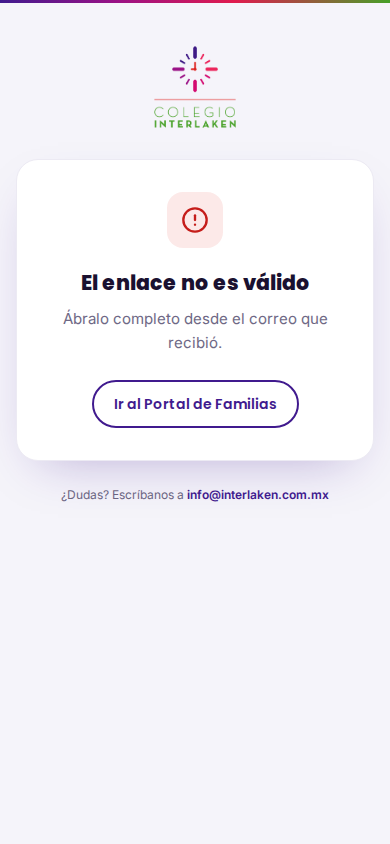 COLEGIO
INTERLAKEN
El enlace no es válido
Ábralo completo desde el correo que
recibió.
Ir al Portal de Familias
¿Dudas? Escríbanos a info@interlaken.com.mx